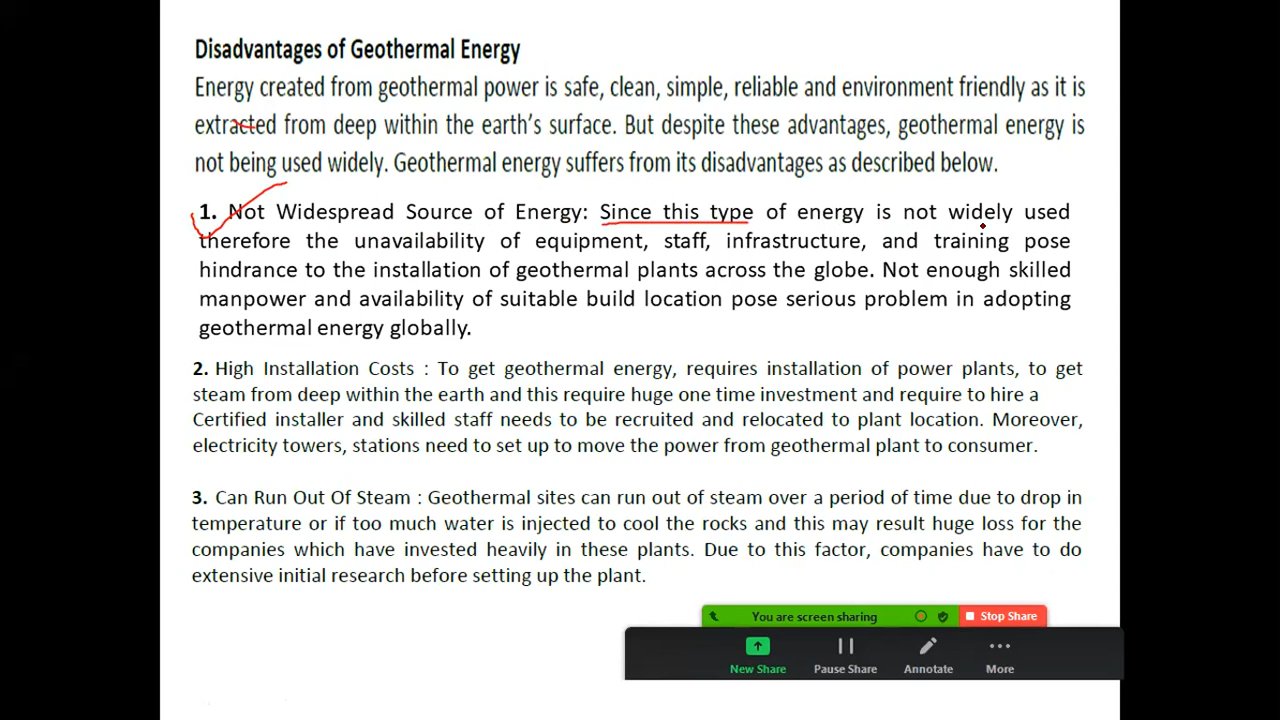 Disadvantages of Geothermal Energy
Energy created from geothermal power is safe, clean, simple, reliable and environment friendly as it is
extracted from deep within the earth's surface. But despite these advantages, geothermal energy is
not being used widely. Geothermal energy suffers from its disadvantages as described below.
1. Not Widespread Source of Energy: Since this type of energy is not widely used
therefore the unavailability of equipment, staff, infrastructure, and training pose
hindrance to the installation of geothermal plants across the globe. Not enough skilled
manpower and availability of suitable build location pose serious problem in adopting
geothermal energy globally.
2. High Installation Costs : To get geothermal energy, requires installation of power plants, to get
steam from deep within the earth and this require huge one time investment and require to hire a
Certified installer and skilled staff needs to be recruited and relocated to plant location. Moreover,
electricity towers, stations need to set up to move the power from geothermal plant to consumer.
3. Can Run Out Of Steam : Geothermal sites can run out of steam over a period of time due to drop in
temperature or if too much water is injected to cool the rocks and this may result huge loss for the
companies which have invested heavily in these plants. Due to this factor, companies have to do
extensive initial research before setting up the plant.
You are screen sharing Stop Share
New Share Pause Share Annotate More